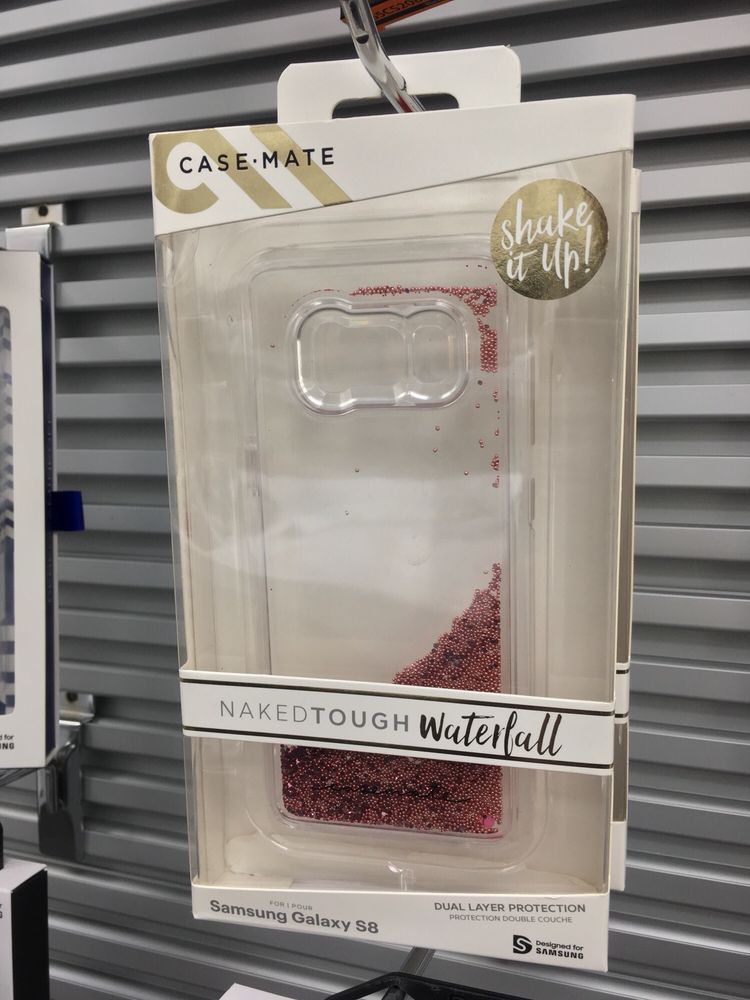 CASE·MATE
shake
it up!
NAKEDTOUGH Waterfall
FOR | POUR
Samsung Galaxy S8
DUAL LAYER PROTECTION
PROTECTION DOUBLE COUCHE
Designed for
SAMSUNG